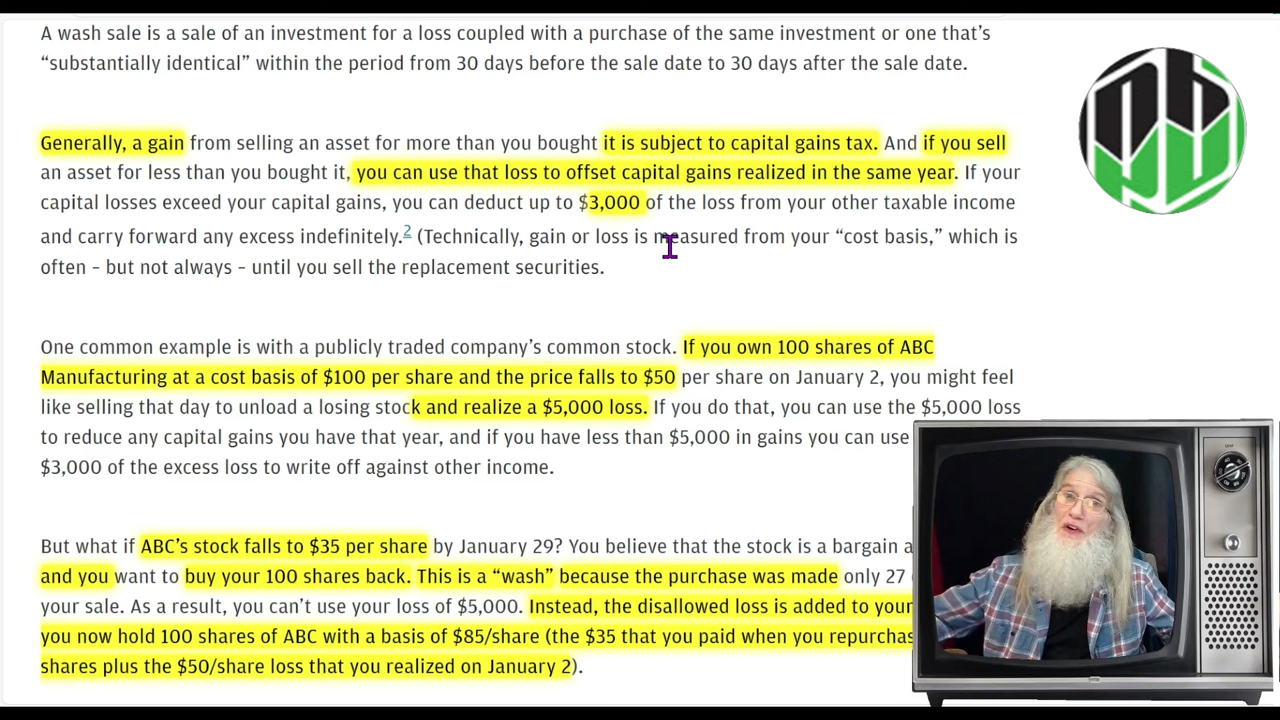 A wash sale is a sale of an investment for a loss coupled with a purchase of the same investment or one that's
“substantially identical” within the period from 30 days before the sale date to 30 days after the sale date.
Generally, a gain from selling an asset for more than you bought it is subject to capital gains tax. And if you sell
an asset for less than you bought it, you can use that loss to offset capital gains realized in the same year. If your
capital losses exceed your capital gains, you can deduct up to $3,000 of the loss from your other taxable income
and carry forward any excess indefinitely.2 (Technically, gain or loss is measured from your “cost basis,” which is
often – but not always – until you sell the replacement securities.
One common example is with a publicly traded company's common stock. If you own 100 shares of ABC
Manufacturing at a cost basis of $100 per share and the price falls to $50 per share on January 2, you might feel
like selling that day to unload a losing stock and realize a $5,000 loss. If you do that, you can use the $5,000 loss
to reduce any capital gains you have that year, and if you have less than $5,000 in gains you can use
$3,000 of the excess loss to write off against other income.
But what if ABC's stock falls to $35 per share by January 29? You believe that the stock is a bargain a
and you want to buy your 100 shares back. This is a “wash” because the purchase was made only 27
your sale. As a result, you can't use your loss of $5,000. Instead, the disallowed loss is added to your
you now hold 100 shares of ABC with a basis of $85/share (the $35 that you paid when you repurchas
shares plus the $50/share loss that you realized on January 2).